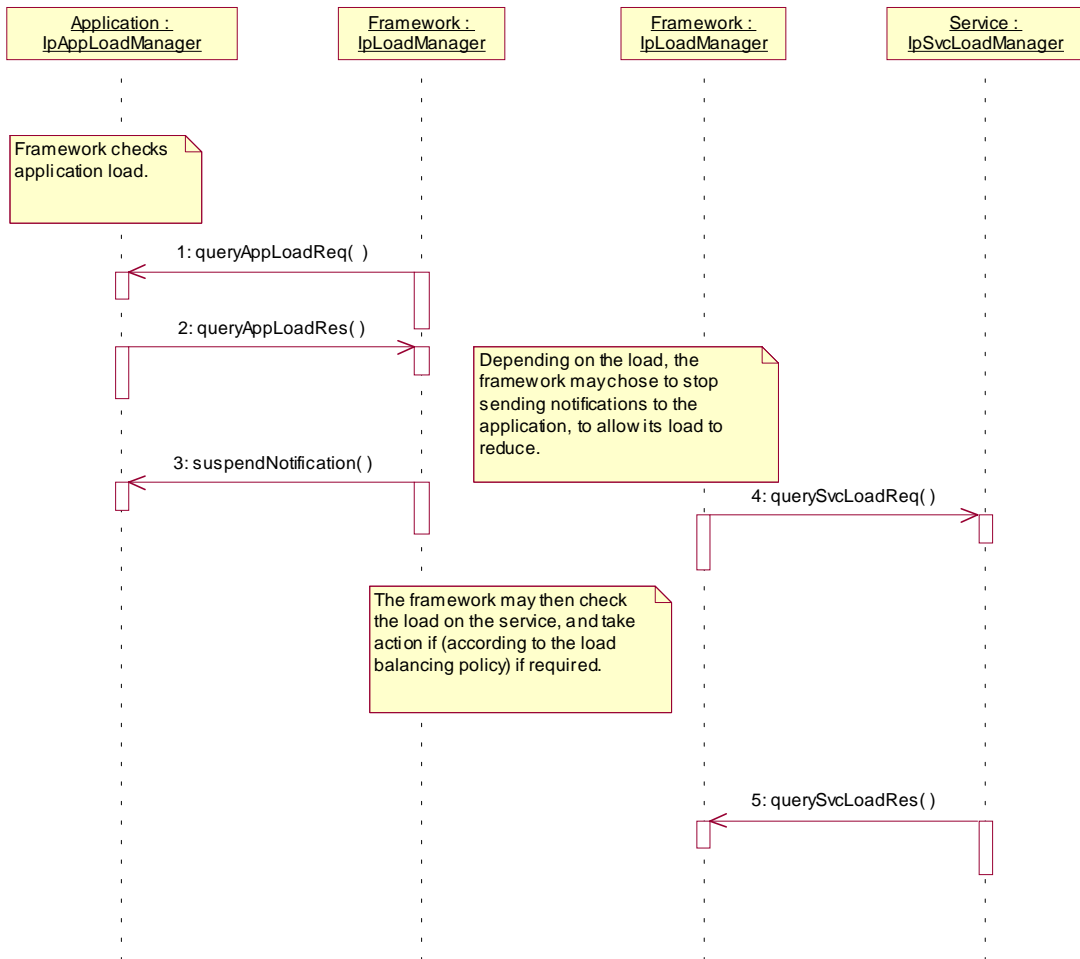 Application :
IpAppLoadManager
Framework :
IpLoadManager
Framework :
IpLoadManager
Service :
IpSvcLoadManager
Framework checks
application load.
1: queryAppLoadReq( )
2: queryAppLoadRes( )
Depending on the load, the
framework may chose to stop
sending notifications to the
application, to allow its load to
reduce.
3: suspendNotification( )
4: querySvcLoadReq( )
The framework may then check
the load on the service, and take
action if (according to the load
balancing policy) if required.
5: querySvcLoadRes( )